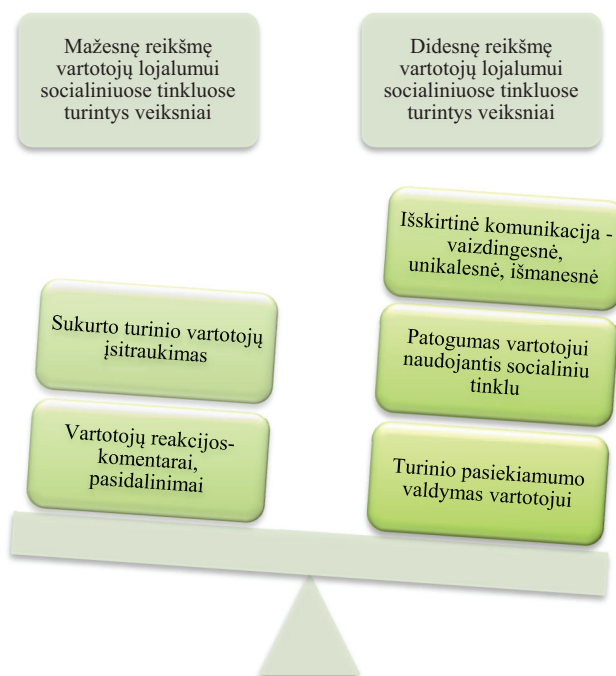 Mažesnę reikšmę
vartotojų lojalumui
socialiniuose tinkluose
turintys veiksniai
Didesnę reikšmę
vartotojų lojalumui
socialiniuose tinkluose
turintys veiksniai
Sukurto turinio vartotojų
įsitraukimas
Vartotojų reakcijos-
komentarai,
pasidalinimai
Išskirtinė komunikacija -
vaizdingesnė,
unikalesnė, išmanesnė
Patogumas vartotojui
naudojantis socialiniu
tinklu
Turinio pasiekiamumo
valdymas vartotojui